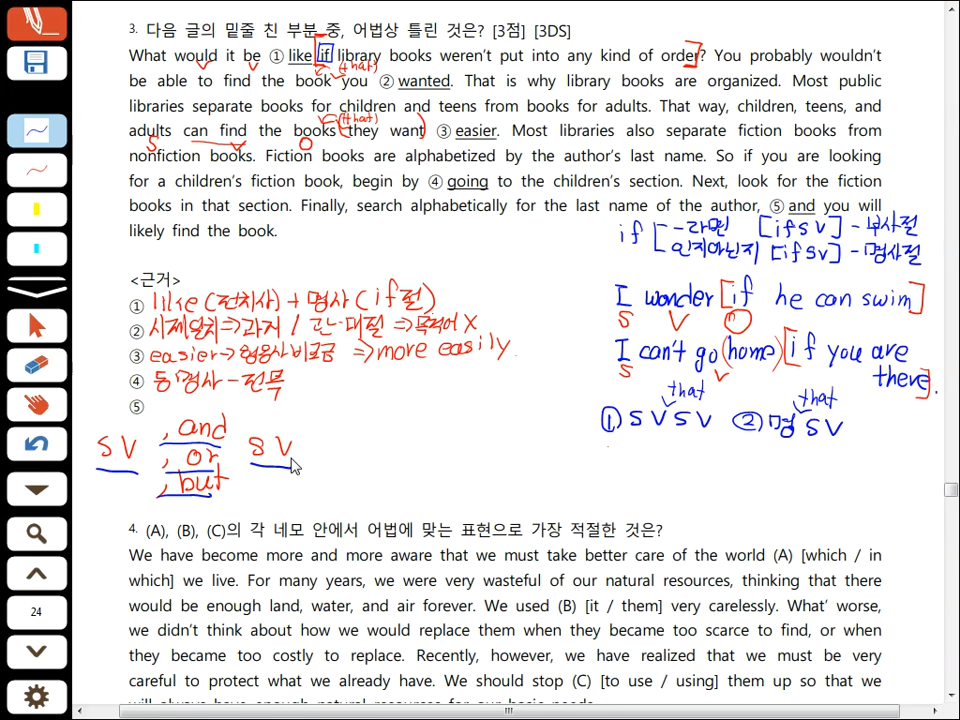 3. 다음 글의 밑줄 친 부분 중, 어법상 틀린 것은? [3점] [3DS]
What would it be ① like if library books weren't put into any kind of order? You probably wouldn't
(that)
be able to find the book you ② wanted. That is why library books are organized. Most public
libraries separate books for children and teens from books for adults. That way, children, teens, and
(that)
adults can find the books they want ③ easier. Most libraries also separate fiction books from
S O
nonfiction books. Fiction books are alphabetized by the author's last name. So if you are looking
for a children's fiction book, begin by ④ going to the children's section. Next, look for the fiction
books in that section. Finally, search alphabetically for the last name of the author, ⑤ and you will
likely find the book.
if [ -라면 [if S V] - 부사절
인지아닌지 [if S V] - 명사절
<근거>
① like (전치사) + 명사 (if절)
② 시제일치 ⇒ 과거 / 관·대절 ⇒ 목적어 X
③ easier → 형용사 비교급 ⇒ more easily.
④ 동명사 - 전목
⑤
I wonder [if he can swim]
S V n
I can't go (home) [if you are
S
there].
that that
① S V S V ② 명 S V
S V , and S V
, or
, but
4. (A), (B), (C)의 각 네모 안에서 어법에 맞는 표현으로 가장 적절한 것은?
We have become more and more aware that we must take better care of the world (A) [which / in
which] we live. For many years, we were very wasteful of our natural resources, thinking that there
would be enough land, water, and air forever. We used (B) [it / them] very carelessly. What' worse,
we didn't think about how we would replace them when they became too scarce to find, or when
they became too costly to replace. Recently, however, we have realized that we must be very
careful to protect what we already have. We should stop (C) [to use / using] them up so that we
will always have enough natural resources for our basic needs.
24